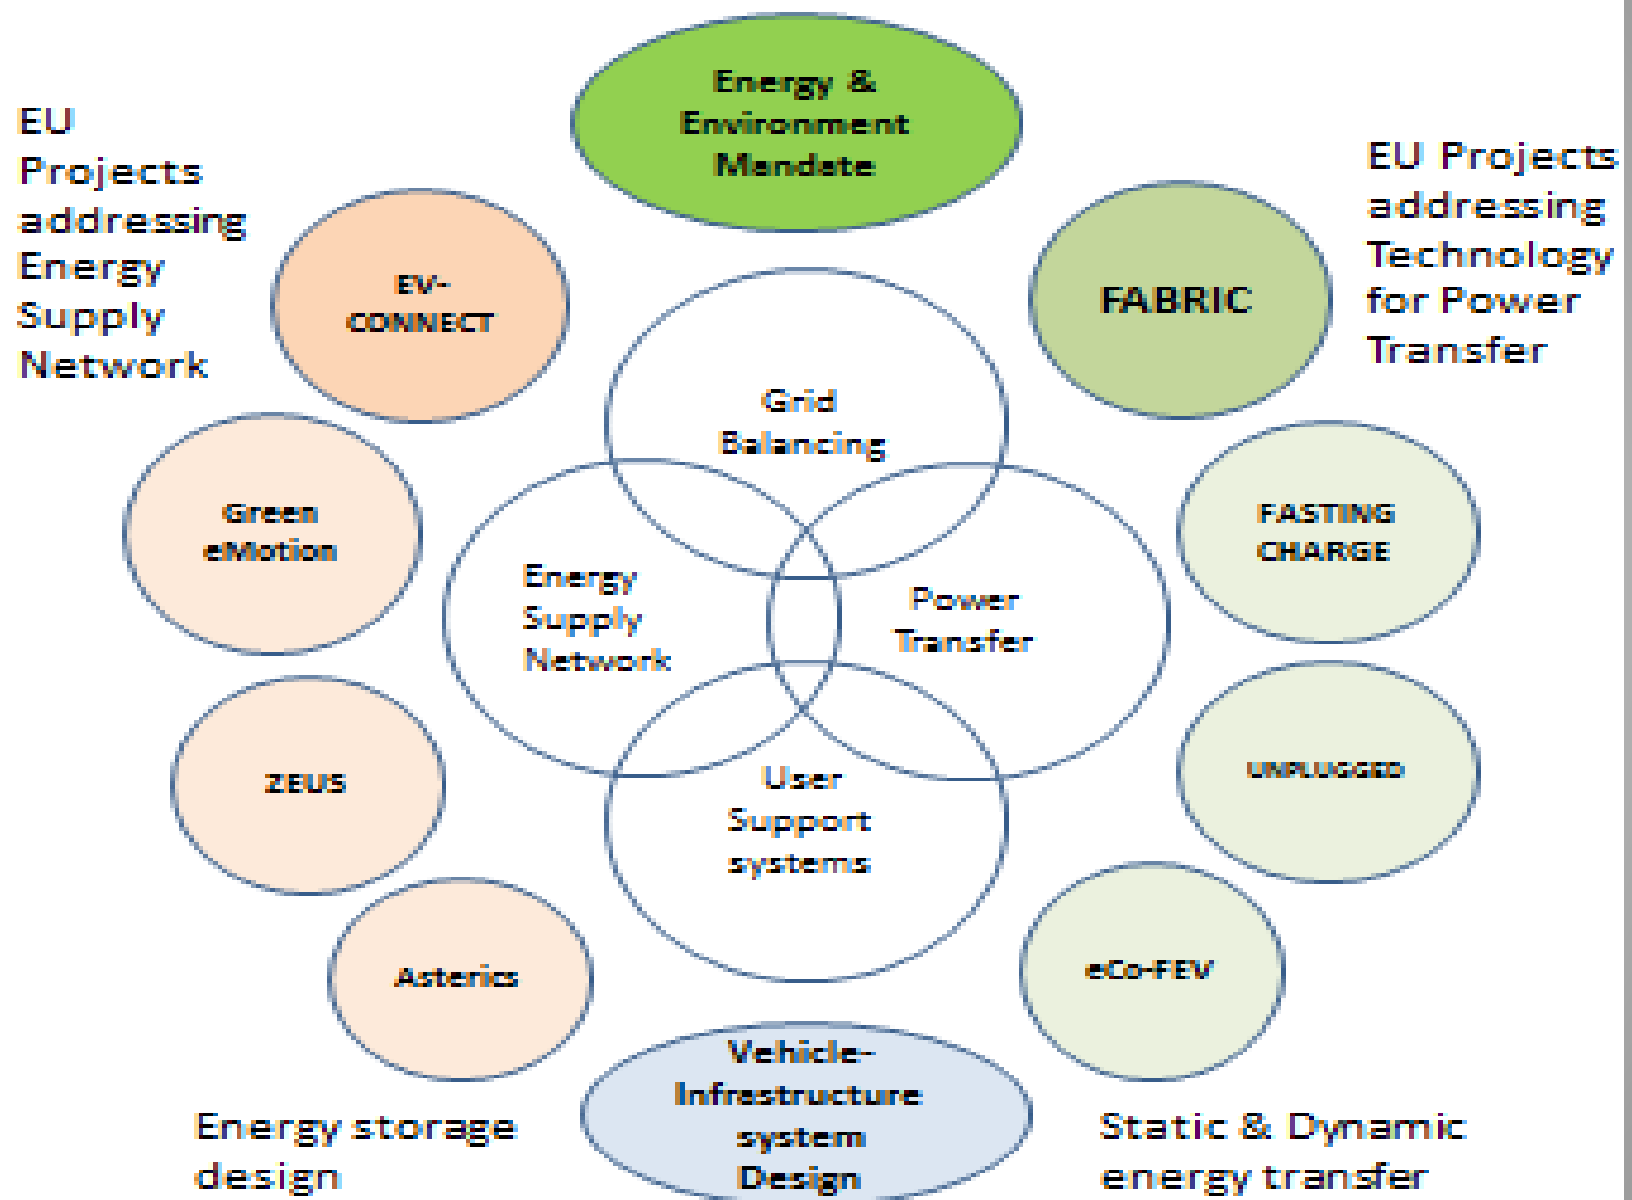 Energy &
Environment
Mandate
EU
Projects
addressing
Energy
Supply
Network
EU Projects
addressing
Technology
for Power
Transfer
EV-
CONNECT
FABRIC
Grid
Balancing
Green
eMotion
FASTING
CHARGE
Energy
Supply
Network
Power
Transfer
ZEUS
UNPLUGGED
User
Support
systems
Asterics
eCo-FEV
Vehicle-
Infrastructure
system
Design
Energy storage
design
Static & Dynamic
energy transfer